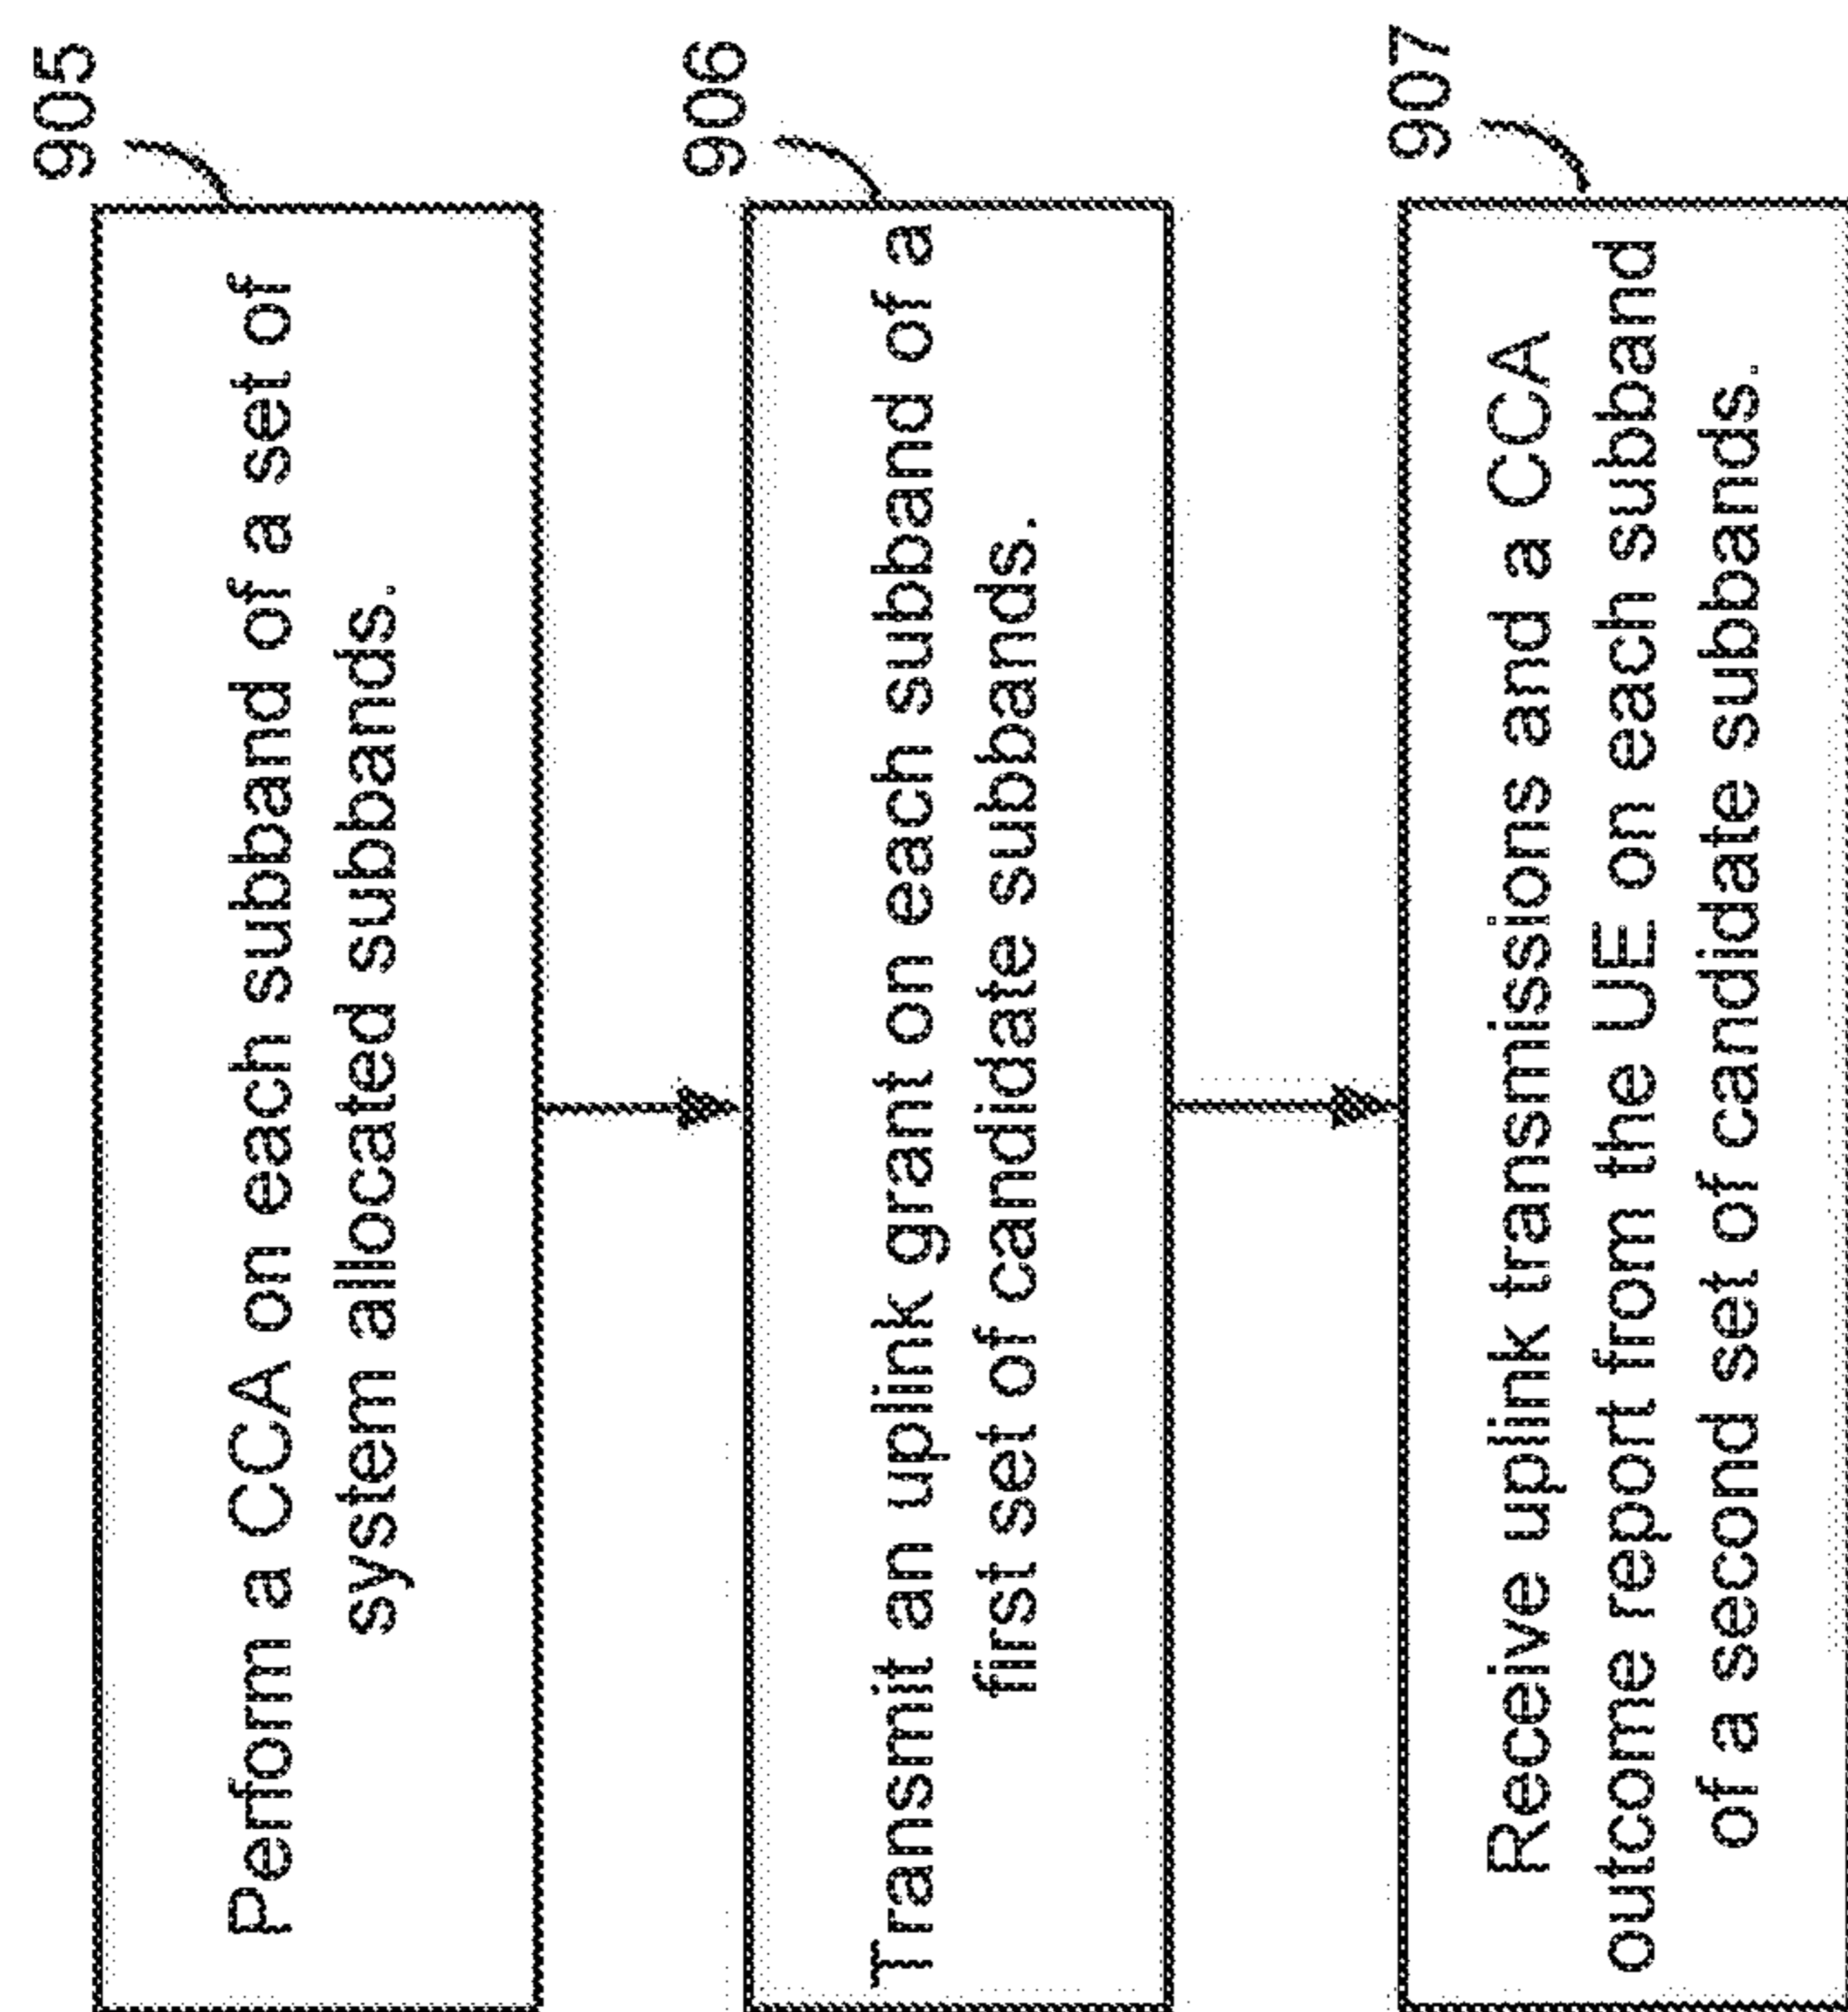 905
Perform a CCA on each subband of a set of
system allocated subbands.
906
Transmit an uplink grant on each subband of a
first set of candidate subbands.
907
Receive uplink transmissions and a CCA
outcome report from the UE on each subband
of a second set of candidate subbands.